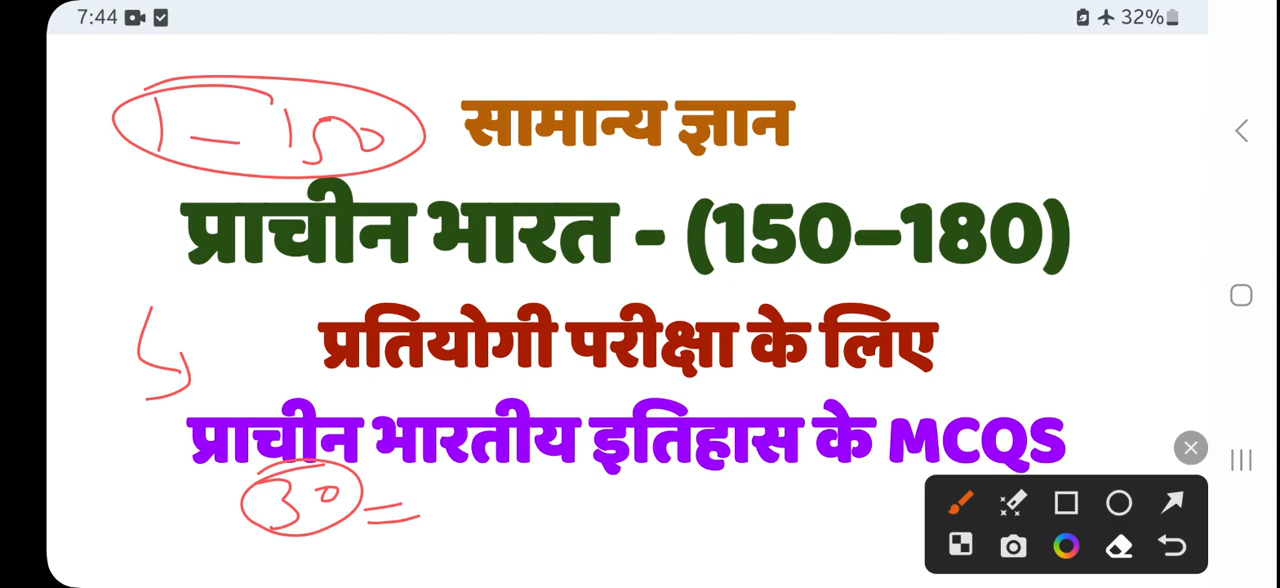 7:44 32%
1-150 सामान्य ज्ञान
प्राचीन भारत - (150–180)
प्रतियोगी परीक्षा के लिए
प्राचीन भारतीय इतिहास के MCQS
30 =